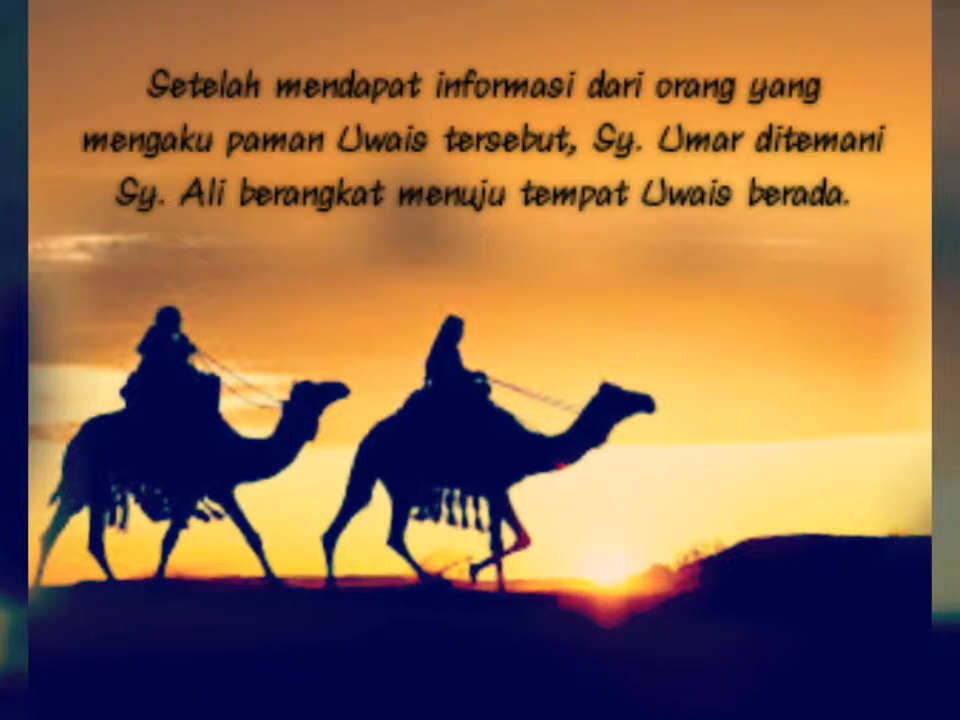 Setelah mendapat informasi dari orang yang
mengaku paman Uwais tersebut, Sy. Umar ditemani
Sy. Ali berangkat menuju tempat Uwais berada.